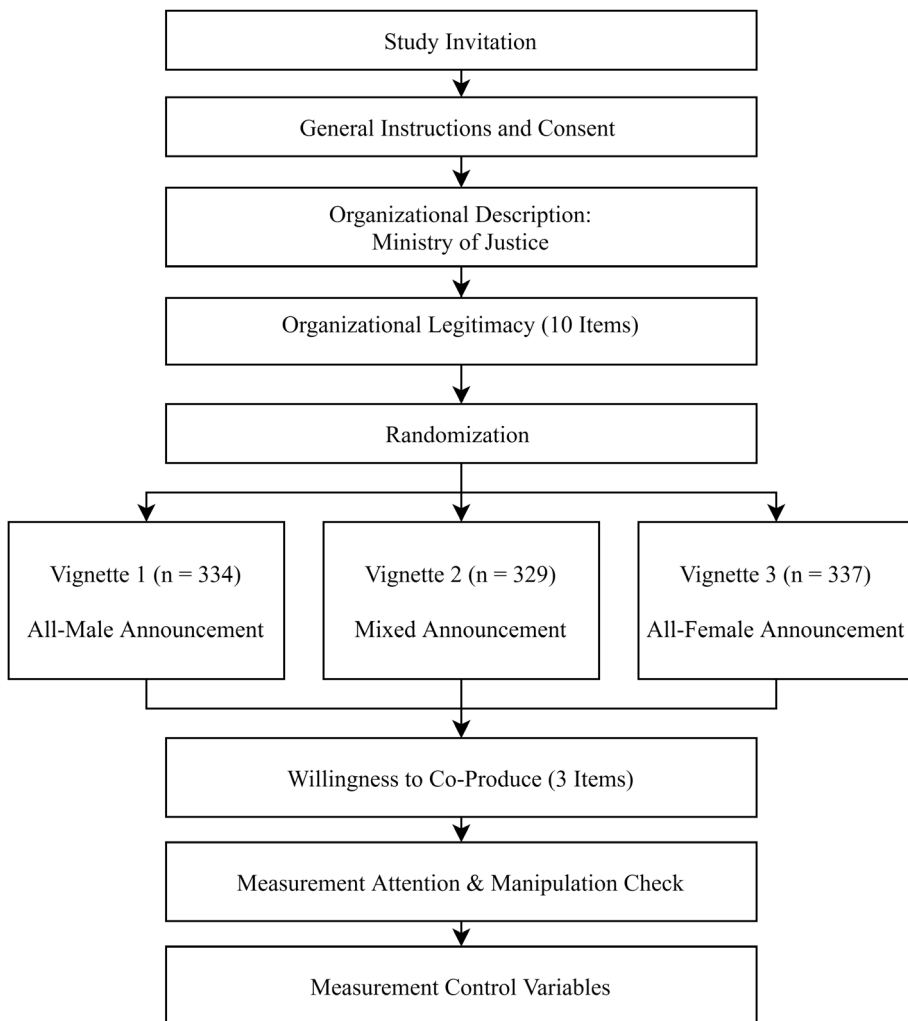 Study Invitation
General Instructions and Consent
Organizational Description:
Ministry of Justice
Organizational Legitimacy (10 Items)
Randomization
Vignette 1 (n = 334)
All-Male Announcement
Vignette 2 (n = 329)
Mixed Announcement
Vignette 3 (n = 337)
All-Female Announcement
Willingness to Co-Produce (3 Items)
Measurement Attention & Manipulation Check
Measurement Control Variables